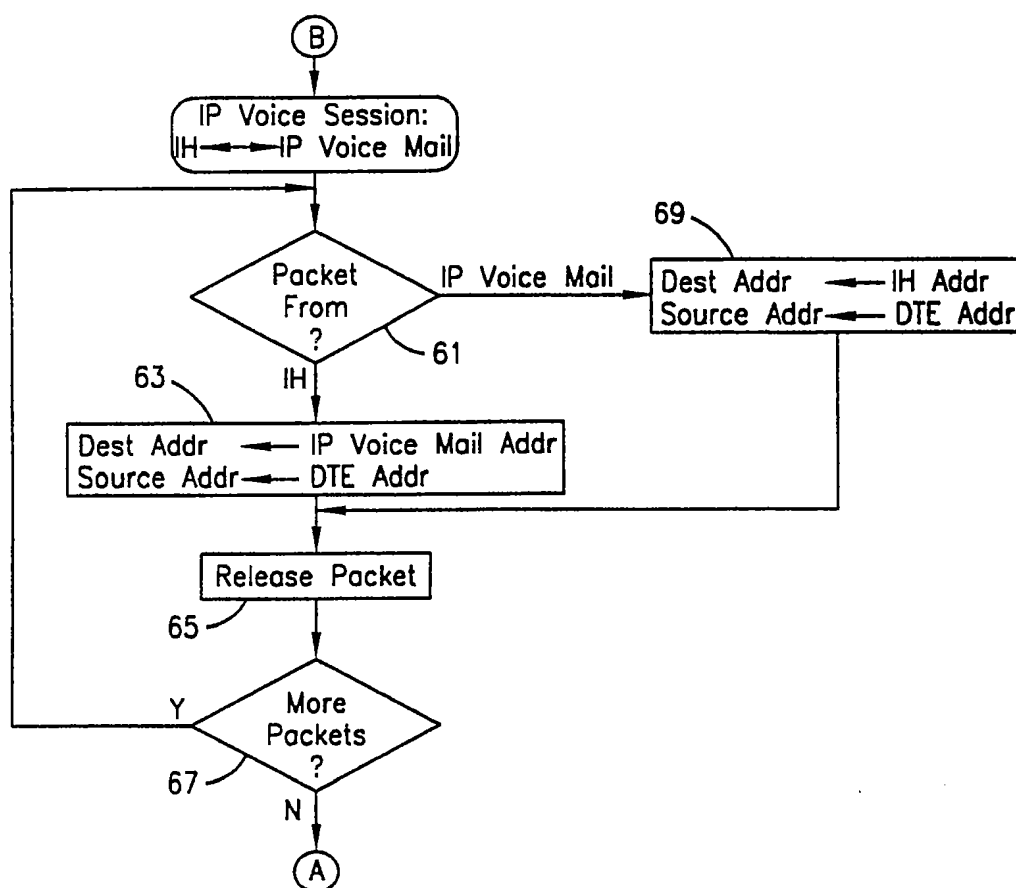 B
IP Voice Session:
IH IP Voice Mail
69
Packet
From
?
IP Voice Mail
Dest Addr IH Addr
Source Addr DTE Addr
61
IH
63
Dest Addr IP Voice Mail Addr
Source Addr DTE Addr
Release Packet
65
Y
More
Packets
?
67
N
A